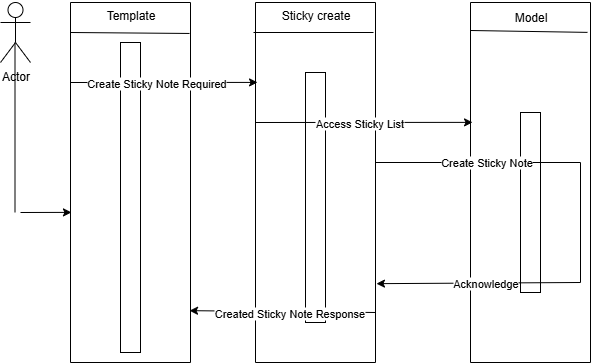 Template
Sticky create
Model
Actor
Create Sticky Note Required
Access Sticky List
Create Sticky Note
Acknowledge
Created Sticky Note Response